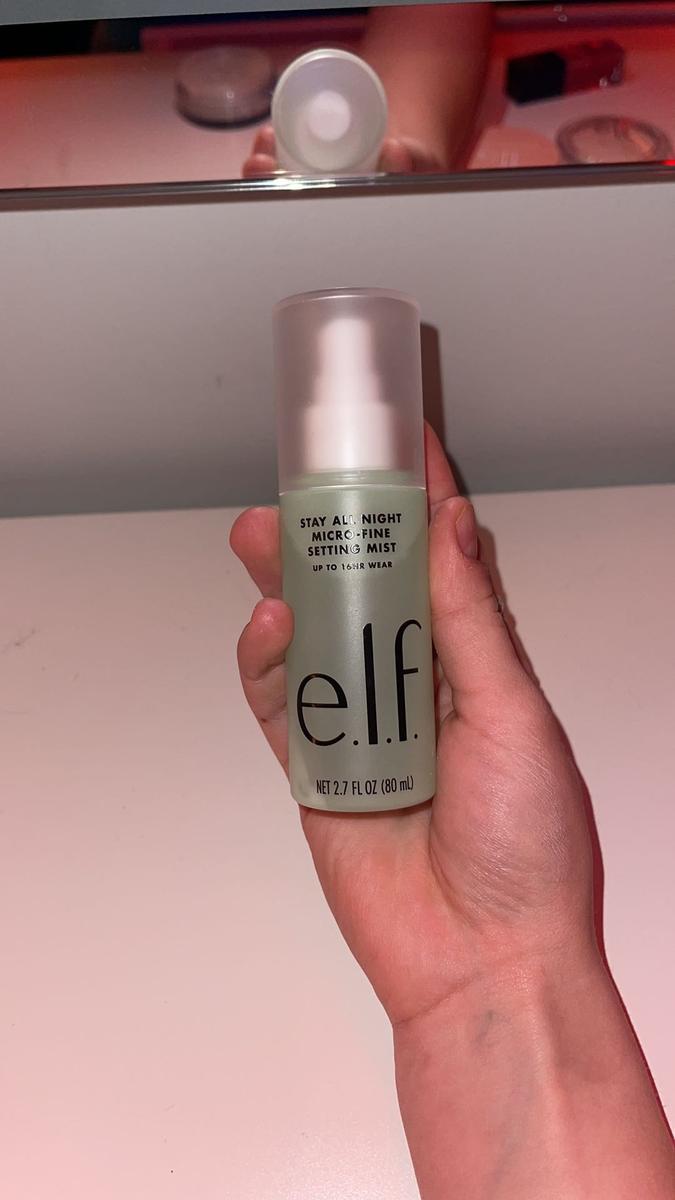 STAY ALL NIGHT
MICRO-FINE
SETTING MIST
UP TO 16HR WEAR
e.l.f.
NET 2.7 FL OZ (80 mL)